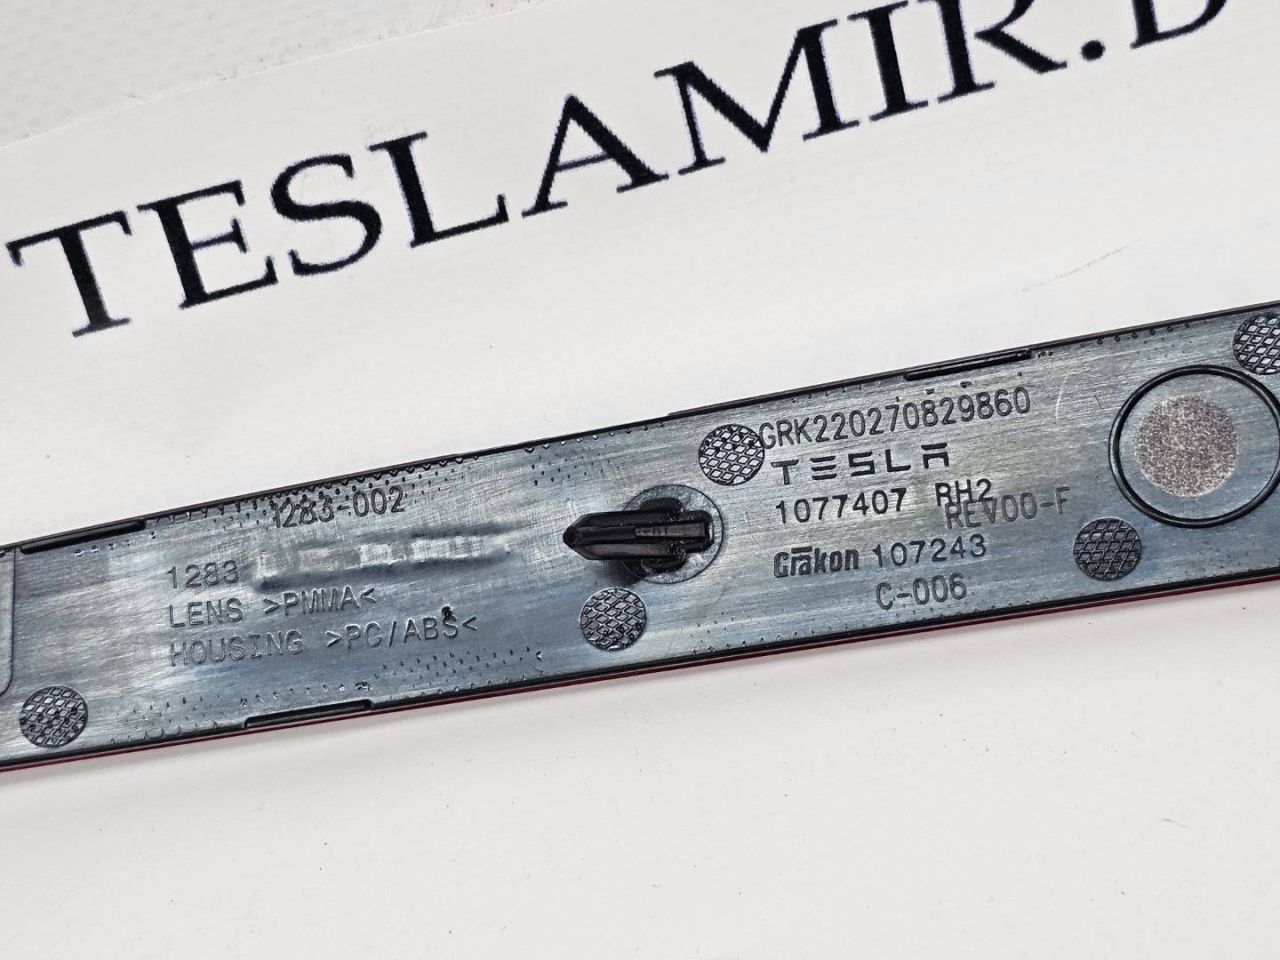 TESLAMIR.
GRK220270829860
TESLA
1077407 RH2
REV00-F
Grakon 107243
C-006
1283-002
1283
LENS >PMMA<
HOUSING >PC/ABS<